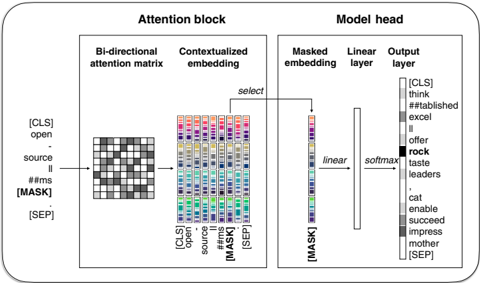 Attention block
Model head
Bi-directional
attention matrix
Contextualized
embedding
Masked
embedding
Linear
layer
Output
layer
select
[CLS]
open
-
source
ll
##ms
[MASK]
.
[SEP]
[CLS]
open
-
source
ll
##ms
[MASK]
.
[SEP]
[MASK]
linear
softmax
[CLS]
think
##tablished
excel
ll
offer
rock
taste
leaders
,
cat
enable
succeed
impress
mother
[SEP]